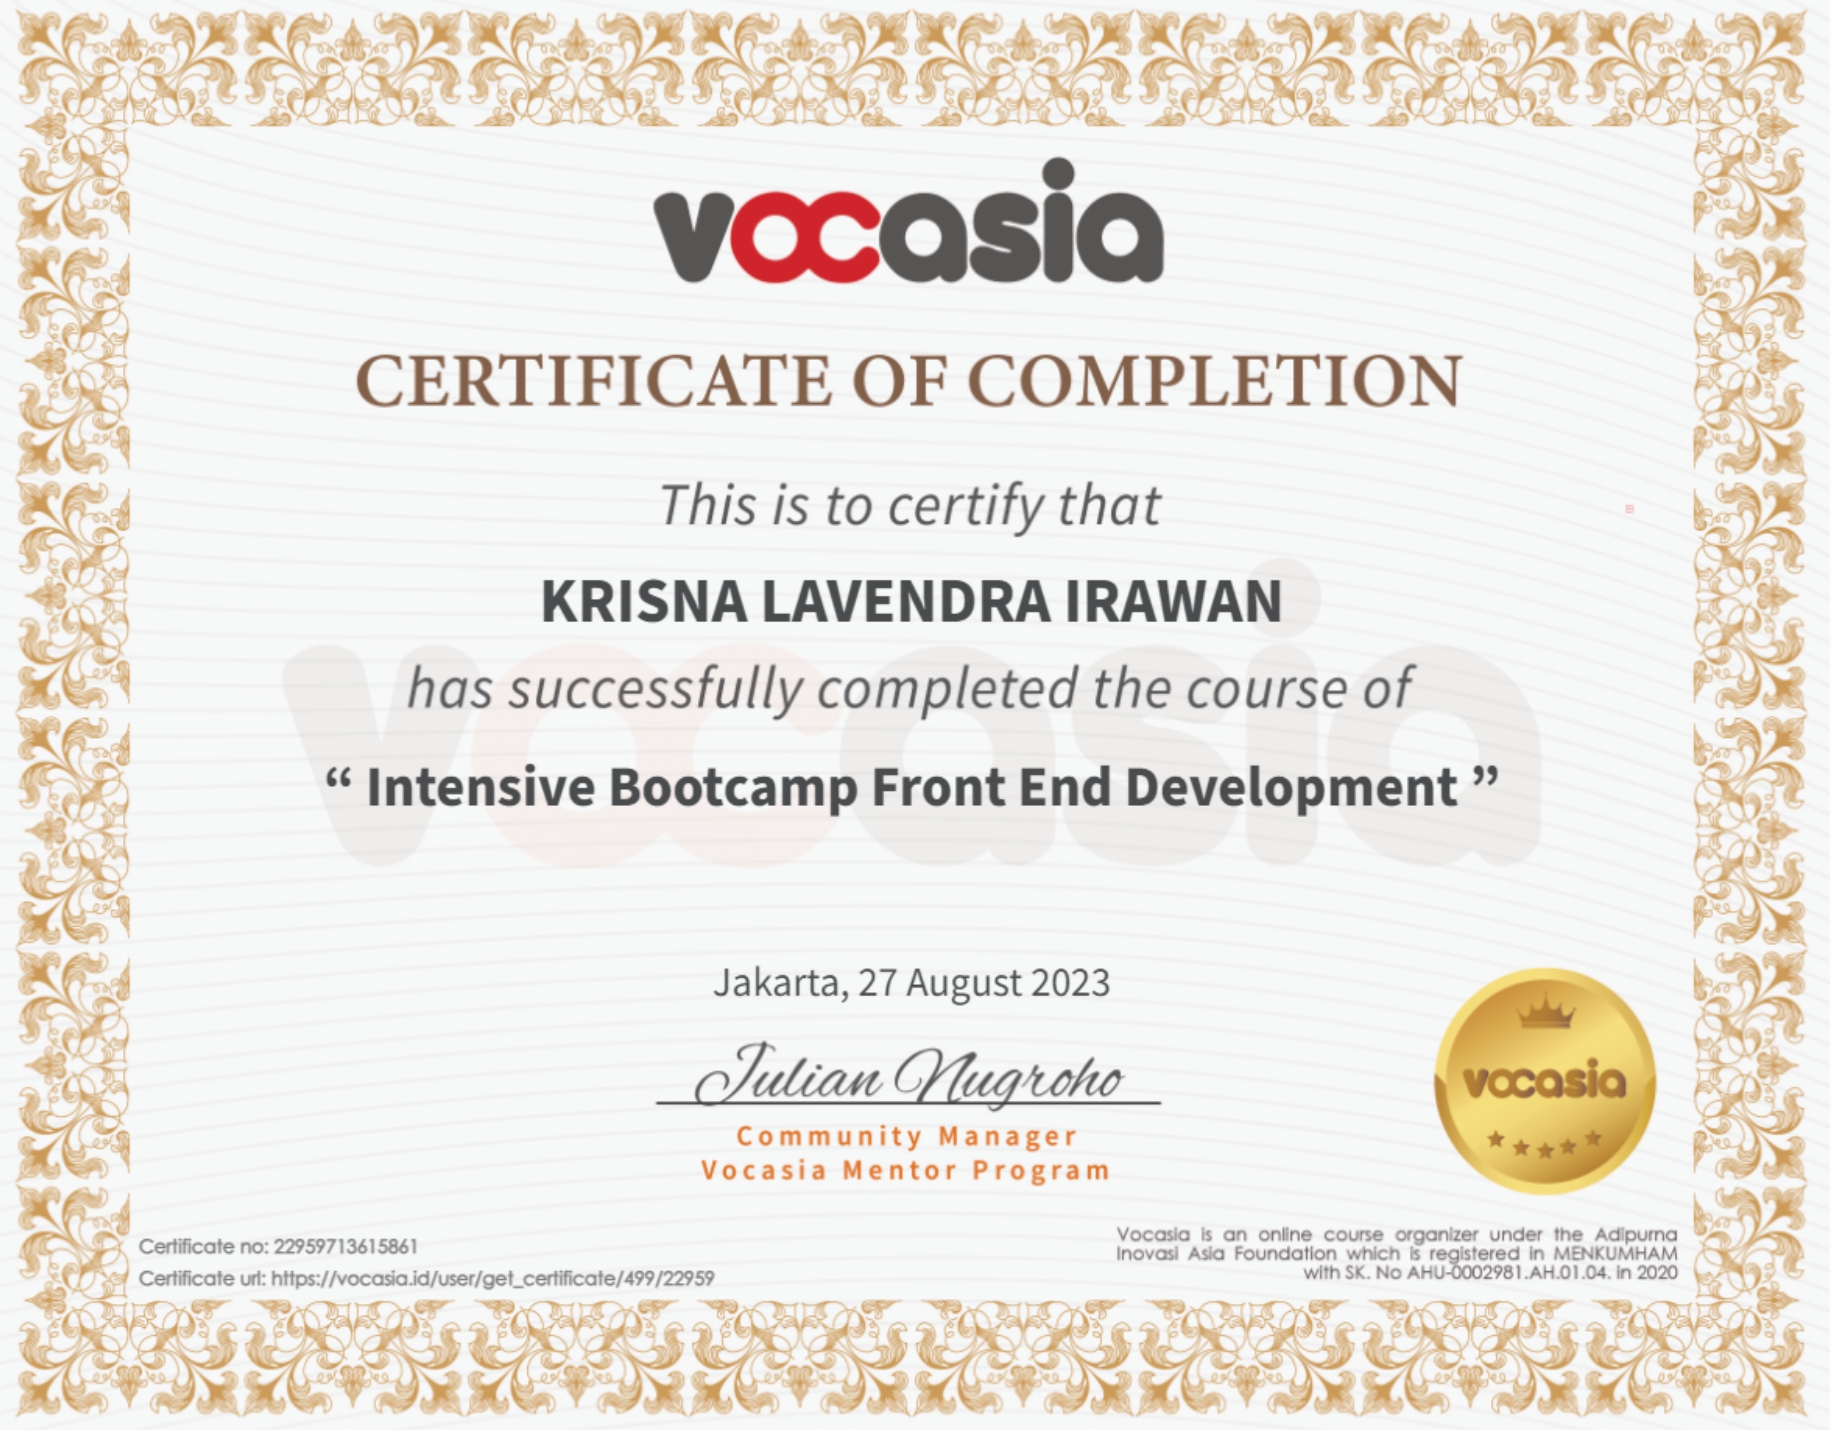 vocasia
CERTIFICATE OF COMPLETION
This is to certify that
KRISNA LAVENDRA IRAWAN
has successfully completed the course of
“ Intensive Bootcamp Front End Development ”
vocasia
Jakarta, 27 August 2023
Julian Nugroho
Community Manager
Vocasia Mentor Program
vocasia
Certificate no: 22959713615861
Certificate url: https://vocasia.id/user/get_certificate/499/22959
Vocasia is an online course organizer under the Adipurna
Inovasi Asia Foundation which is registered in MENKUMHAM
with SK. No AHU-0002981.AH.01.04. in 2020